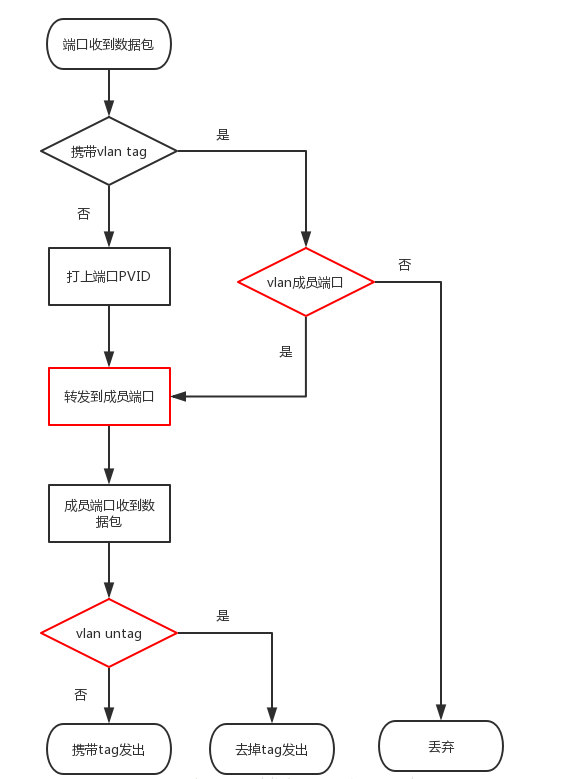 端口收到数据包
是
携带vlan tag
否
打上端口PVID
vlan成员端口
否
是
转发到成员端口
成员端口收到数
据包
是
vlan untag
否
携带tag发出
去掉tag发出
丢弃